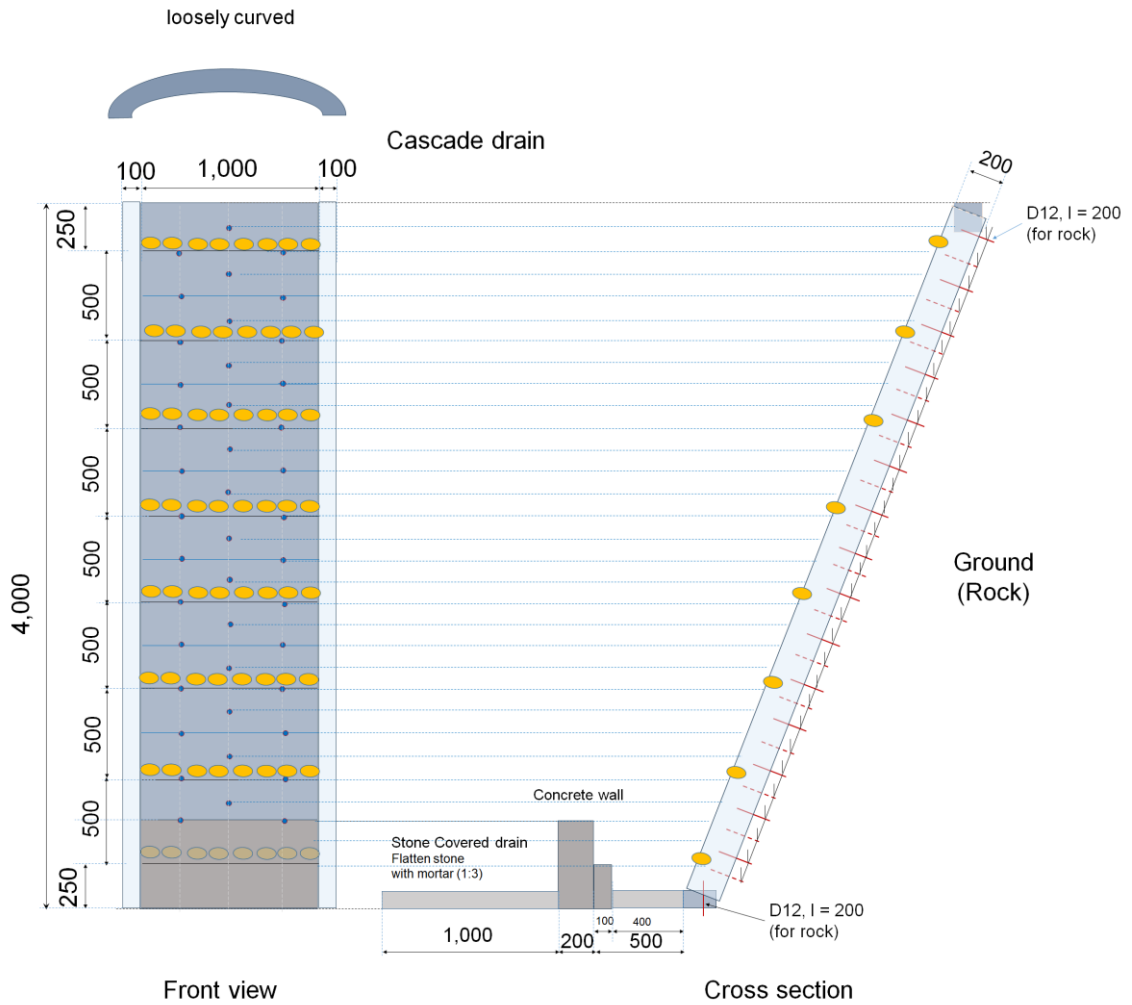 loosely curved
Cascade drain
100
1,000
100
200
D12, l = 200
(for rock)
250
500
500
500
500
500
500
500
250
4,000
Ground
(Rock)
Concrete wall
Stone Covered drain
Flatten stone
with mortar (1:3)
D12, l = 200
(for rock)
100
400
1,000
200
500
Front view
Cross section